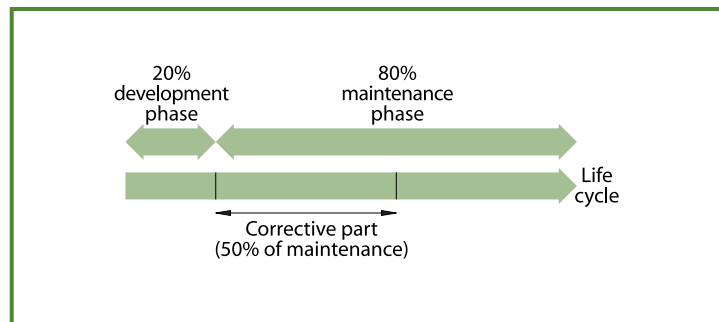 20%
development
phase
80%
maintenance
phase
Life
cycle
Corrective part
(50% of maintenance)